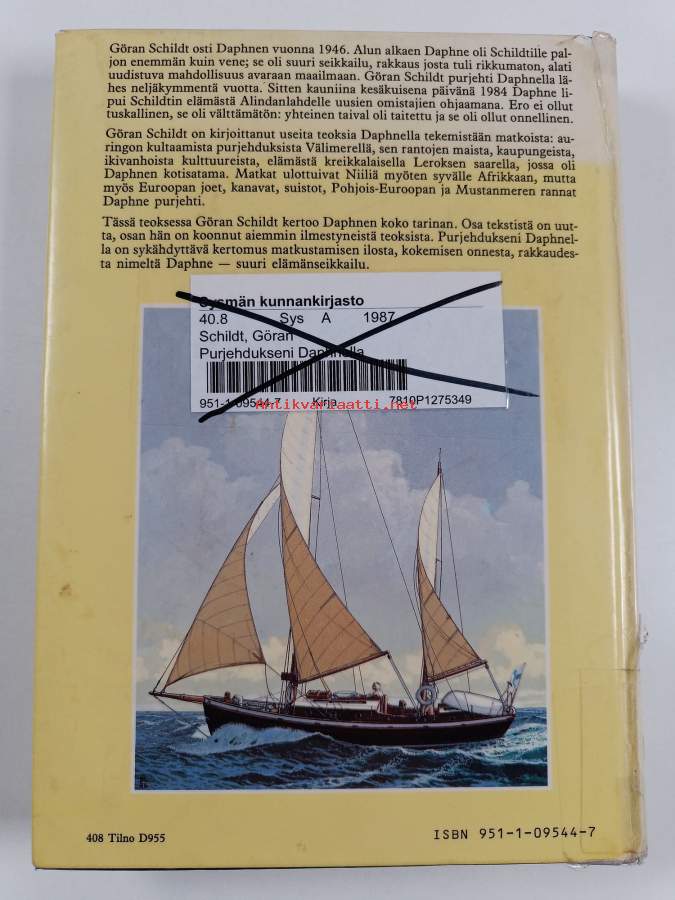 Göran Schildt osti Daphnen vuonna 1946. Alun alkaen Daphne oli Schildtille pal-
jon enemmän kuin vene; se oli suuri seikkailu, rakkaus josta tuli rikkumaton, alati
uudistuva mahdollisuus avaraan maailmaan. Göran Schildt purjehti Daphnella lä-
hes neljäkymmentä vuotta. Sitten kauniina kesäkuisena päivänä 1984 Daphne li-
pui Schildtin elämästä Alindanlahdelle uusien omistajien ohjaamana. Ero ei ollut
tuskallinen, se oli välttämätön: yhteinen taival oli taitettu ja se oli ollut onnellinen.
Göran Schildt on kirjoittanut useita teoksia Daphnella tekemistään matkoista: au-
ringon kultaamista purjehduksista Välimerellä, sen rantojen maista, kaupungeista,
ikivanhoista kulttuureista, elämästä kreikkalaisella Leroksen saarella, jossa oli
Daphnen kotisatama. Matkat ulottuivat Niiliä myöten syvälle Afrikkaan, mutta
myös Euroopan joet, kanavat, suistot, Pohjois-Euroopan ja Mustanmeren rannat
Daphne purjehti.
Tässä teoksessa Göran Schildt kertoo Daphnen koko tarinan. Osa tekstistä on uut-
ta, osan hän on koonnut aiemmin ilmestyneistä teoksista. Purjehdukseni Daphnel-
la on sykähdyttävä kertomus matkustamisen ilosta, kokemisen onnesta, rakkaudes-
ta nimeltä Daphne — suuri elämänseikkailu.
Sysmän kunnankirjasto
40.8 Sys A 1987
Schildt, Göran
Purjehdukseni Daphnella
951-1-09544-7 Kirja 7810P1275349
Antikvariaatti.net
408 Tilno D955
ISBN 951-1-09544-7